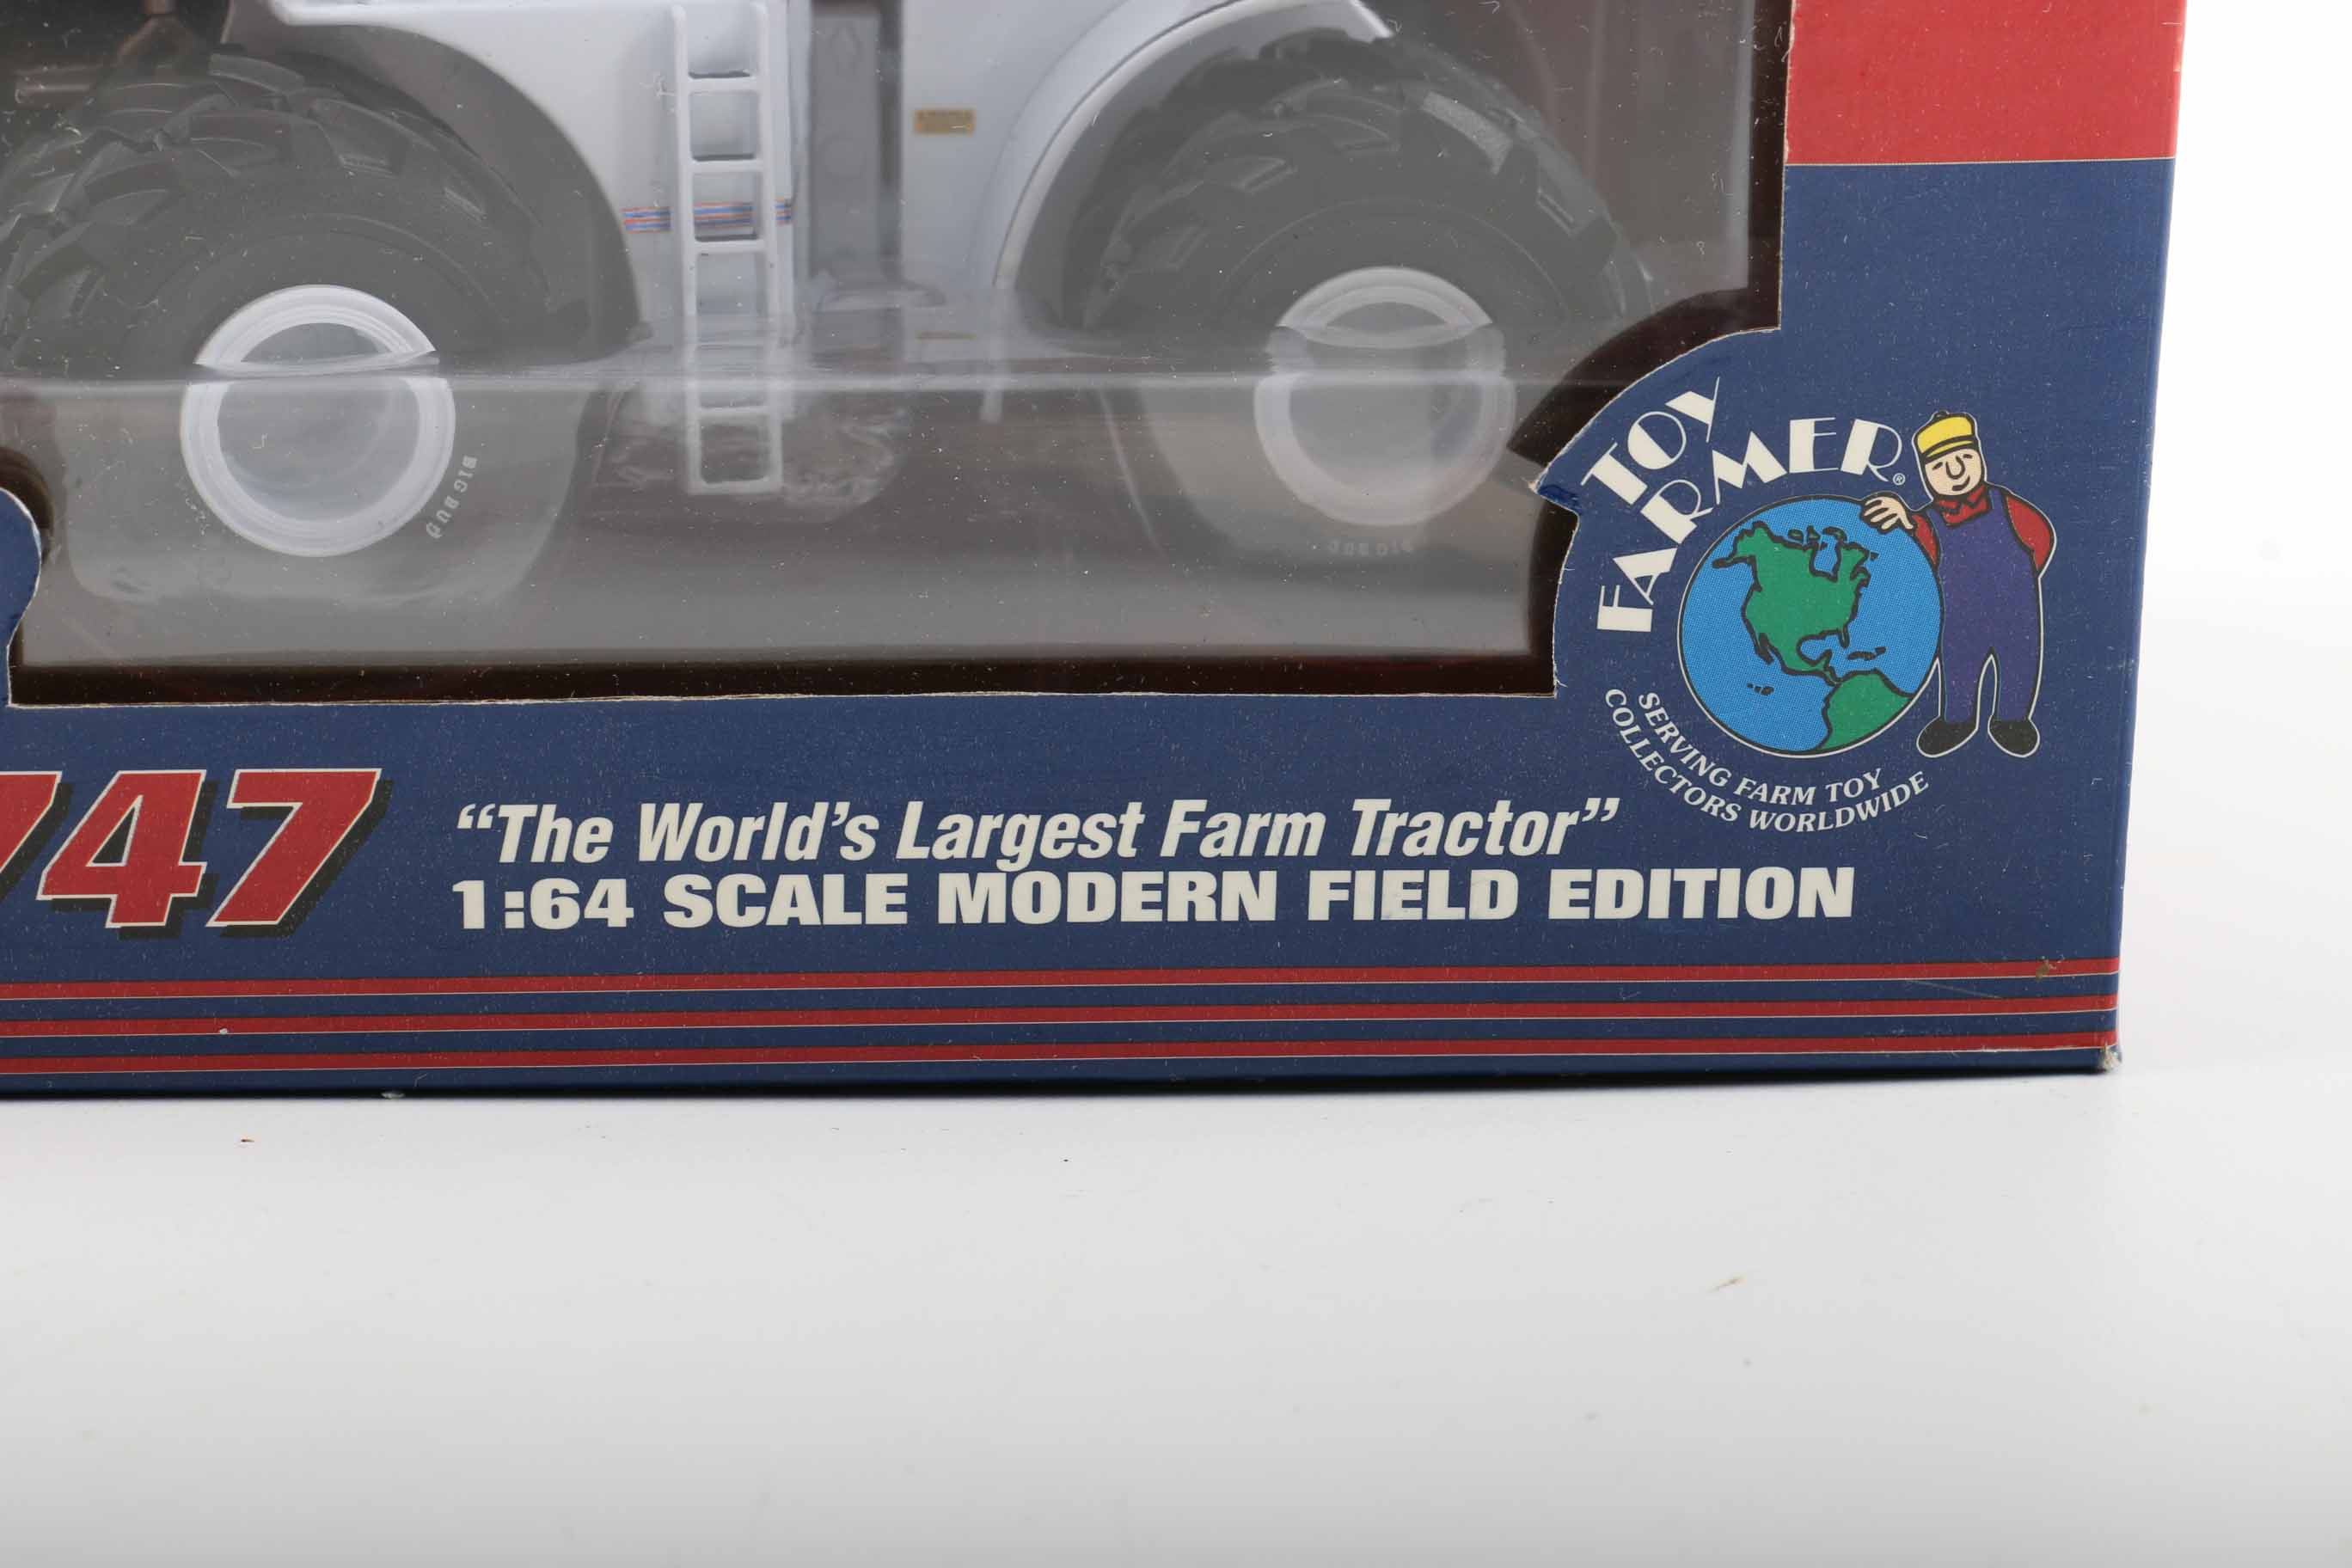 BIG BUD
TOY
FARMER®
SERVING FARM TOY
COLLECTORS WORLDWIDE
747
“The World’s Largest Farm Tractor”
1:64 SCALE MODERN FIELD EDITION